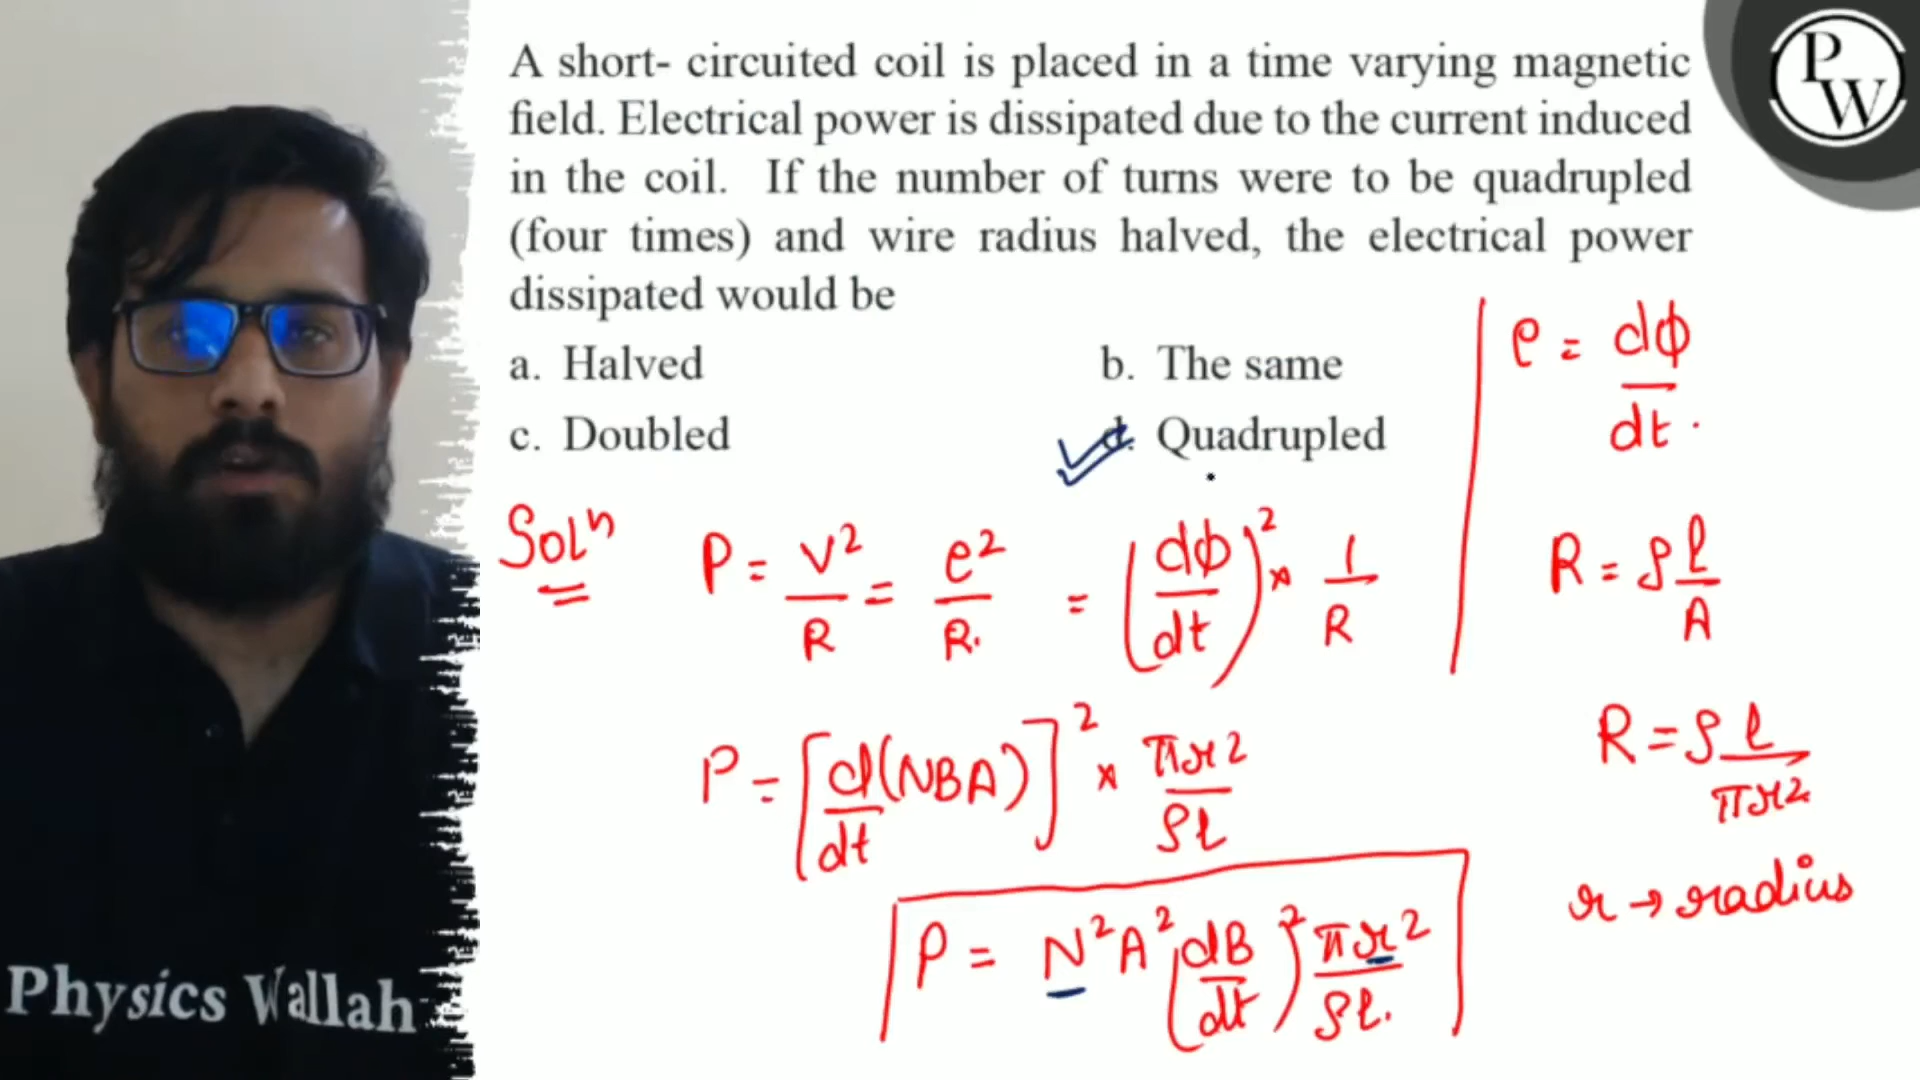 A short- circuited coil is placed in a time varying magnetic
field. Electrical power is dissipated due to the current induced
in the coil. If the number of turns were to be quadrupled
(four times) and wire radius halved, the electrical power
dissipated would be
a. Halved b. The same
c. Doubled d. Quadrupled
PW
e = dϕ/dt .
Solⁿ P = V²/R = e²/R. = (dϕ/dt)² × 1/R
R = ρ l/A
P = [d(NBA)/dt]² × πr²/ρl
R = ρ l/πr²
r → radius
P = N²A² (dB/dt)² πr²/ρl.
Physics Wallah